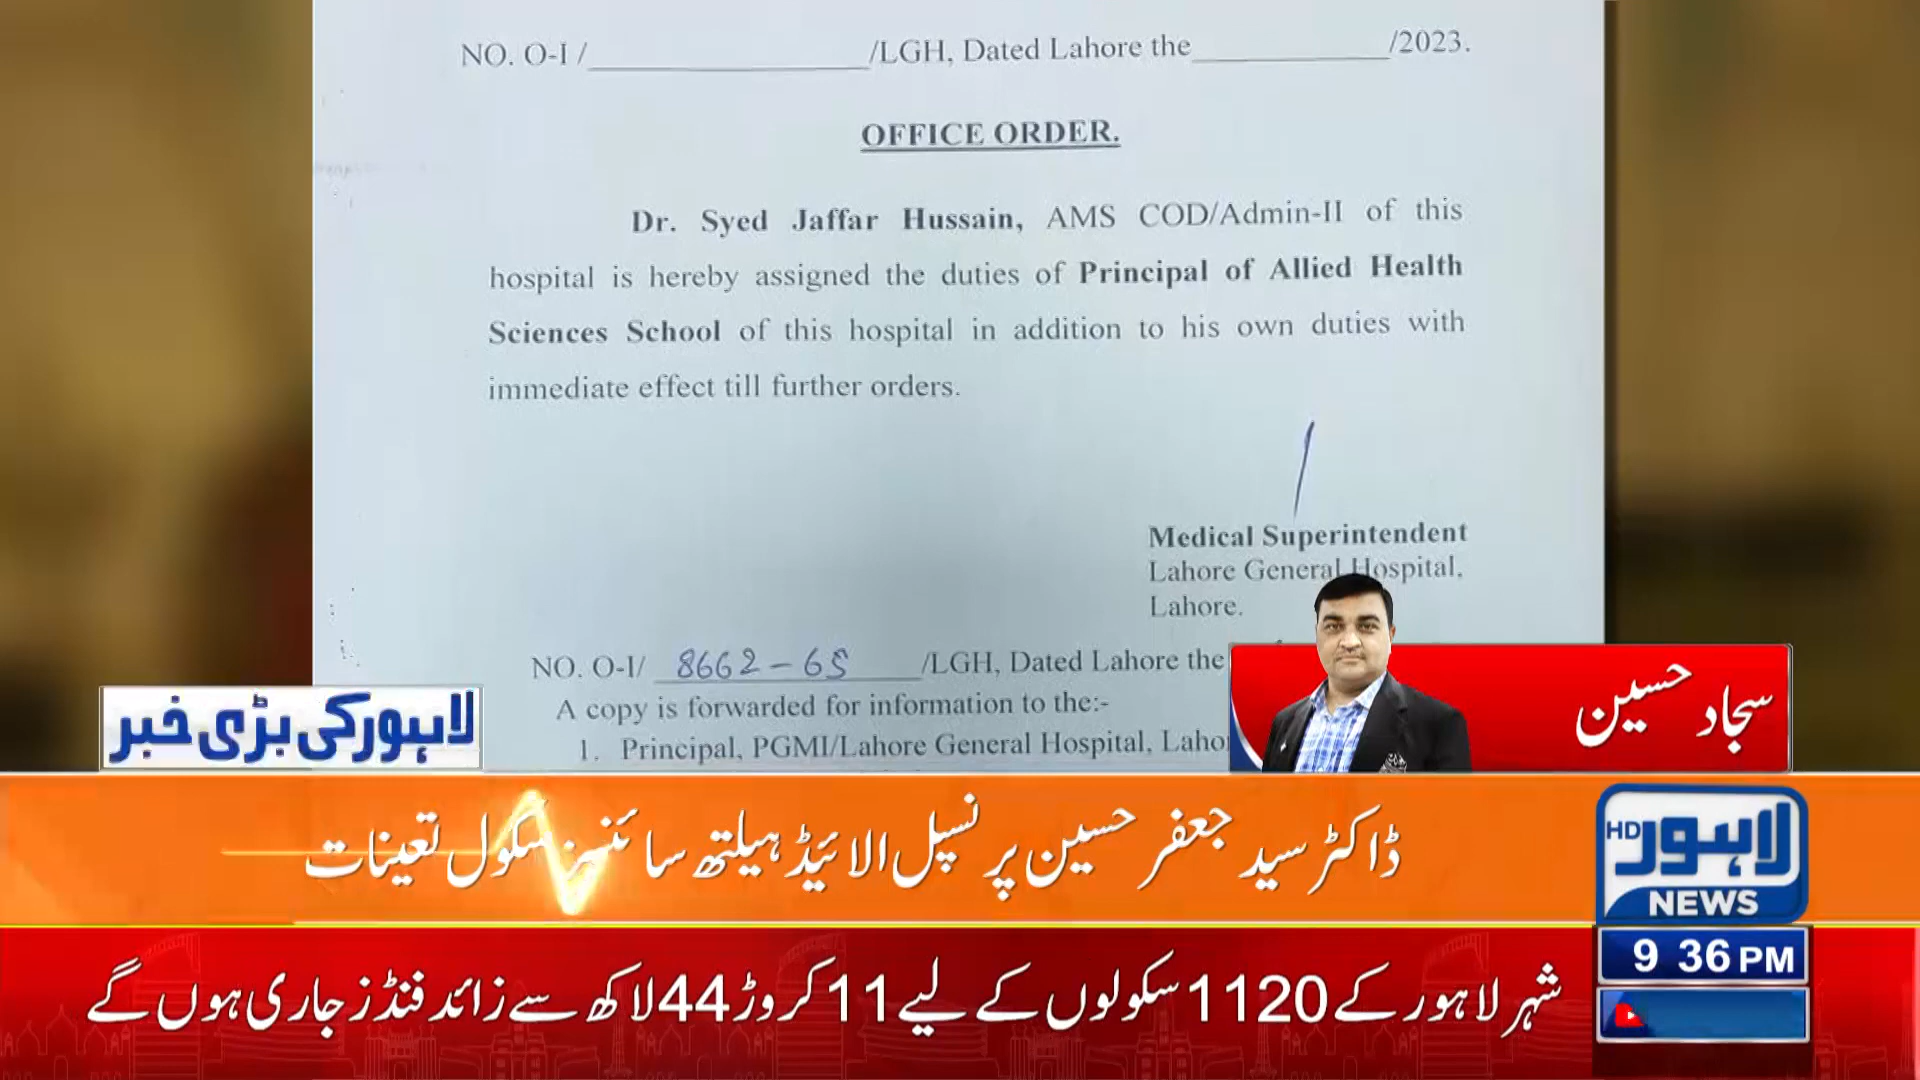 NO. O-I /____________/LGH, Dated Lahore the__________/2023.
OFFICE ORDER.
Dr. Syed Jaffar Hussain, AMS COD/Admin-II of this
hospital is hereby assigned the duties of Principal of Allied Health
Sciences School of this hospital in addition to his own duties with
immediate effect till further orders.
Medical Superintendent
Lahore General Hospital,
Lahore.
NO. O-I/ 8662-65 /LGH, Dated Lahore the
A copy is forwarded for information to the:-
1. Principal, PGMI/Lahore General Hospital,
سجاد حسین
لاہور کی بڑی خبر
ڈاکٹر سید جعفر حسین پرنسپل الائیڈ ہیلتھ سائنسز سکول تعینات
لاہور HD
NEWS
9 36 PM
شہر لاہور کے 1120 سکولوں کے لیے 11 کروڑ 44 لاکھ سے زائد فنڈز جاری ہوں گے